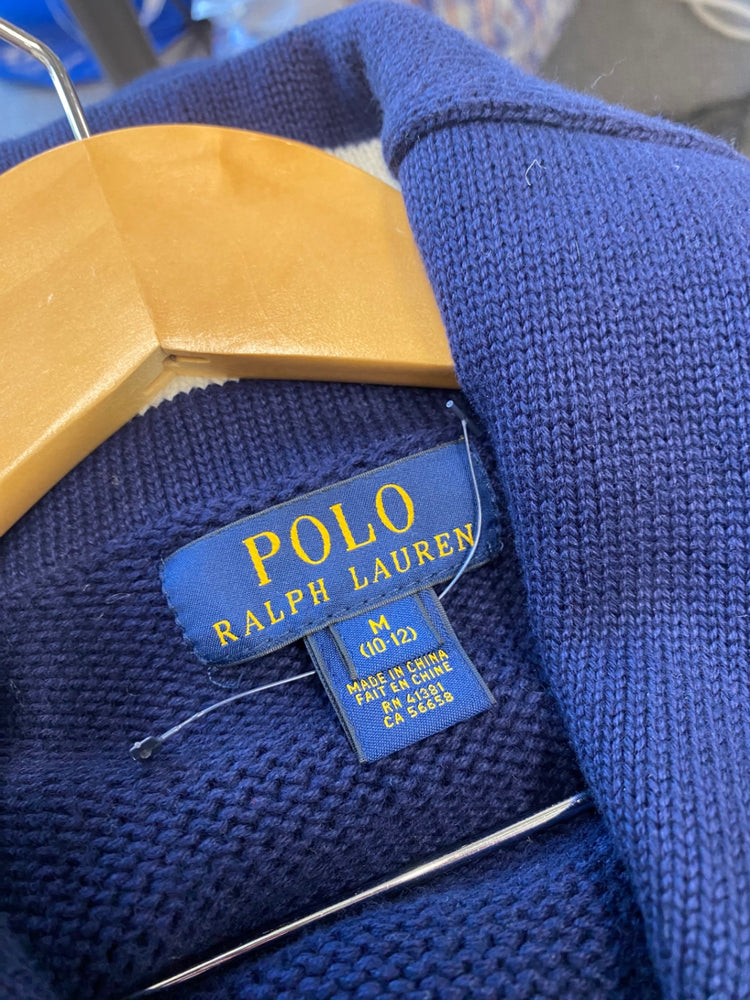 POLO
RALPH LAUREN
M
(10-12)
MADE IN CHINA
FAIT EN CHINE
RN 41381
CA 56658